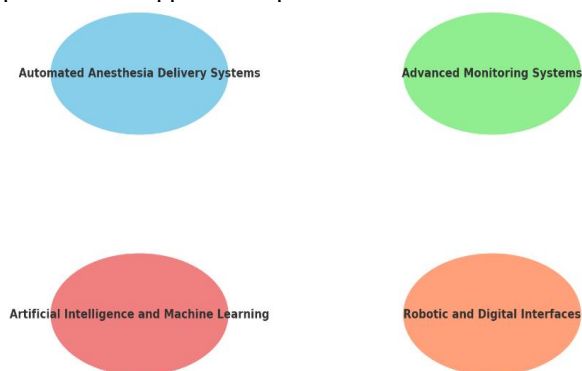 Automated Anesthesia Delivery Systems
Advanced Monitoring Systems
Artificial Intelligence and Machine Learning
Robotic and Digital Interfaces